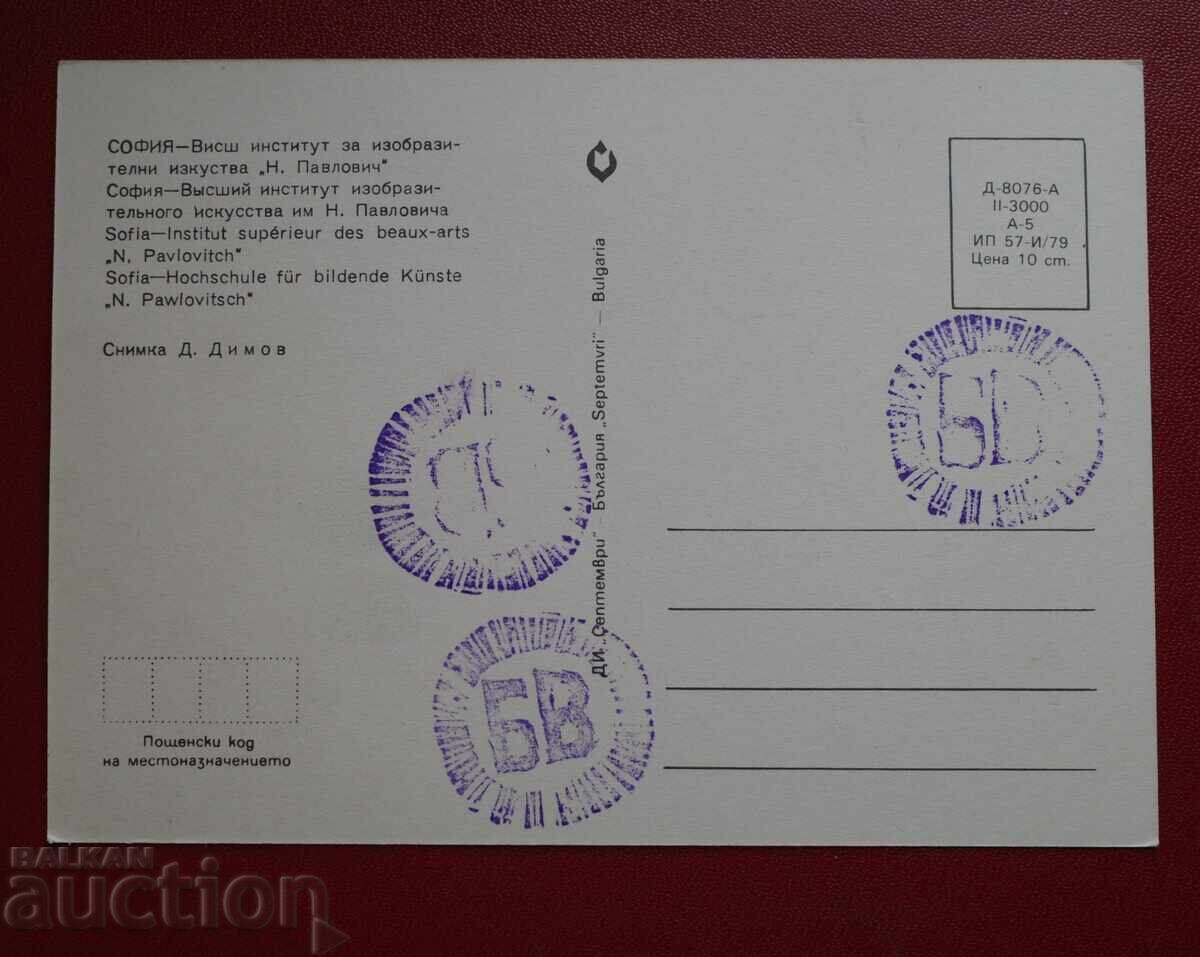 СОФИЯ—Висш институт за изобрази-
телни изкуства „Н. Павлович"
София—Высший институт изобрази-
тельного искусства им Н. Павловича
Sofia—Institut supérieur des beaux-arts
„N. Pavlovitch"
Sofia—Hochschule für bildende Künste
„N. Pawlovitsch"
Снимка Д. Димов
Пощенски код
на местоназначението
ДИ „Септември" – България „Septemvri" — Bulgaria
Д-8076-А
II-3000
А-5
ИП 57-И/79
Цена 10 ст.
БВ
BALKAN
auction